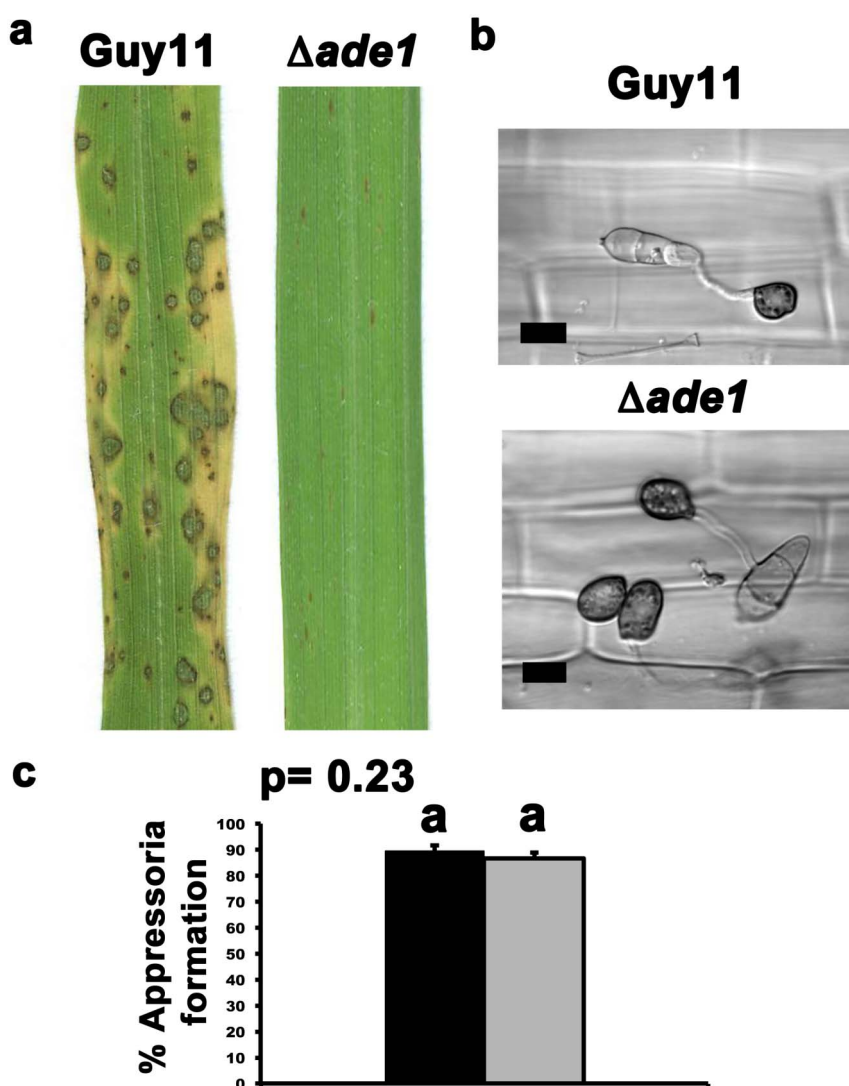 a
Guy11
Δade1
b
Guy11
Δade1
c
p= 0.23
a a
% Appressoria
formation
100
90
80
70
60
50
40
30
20
10
0